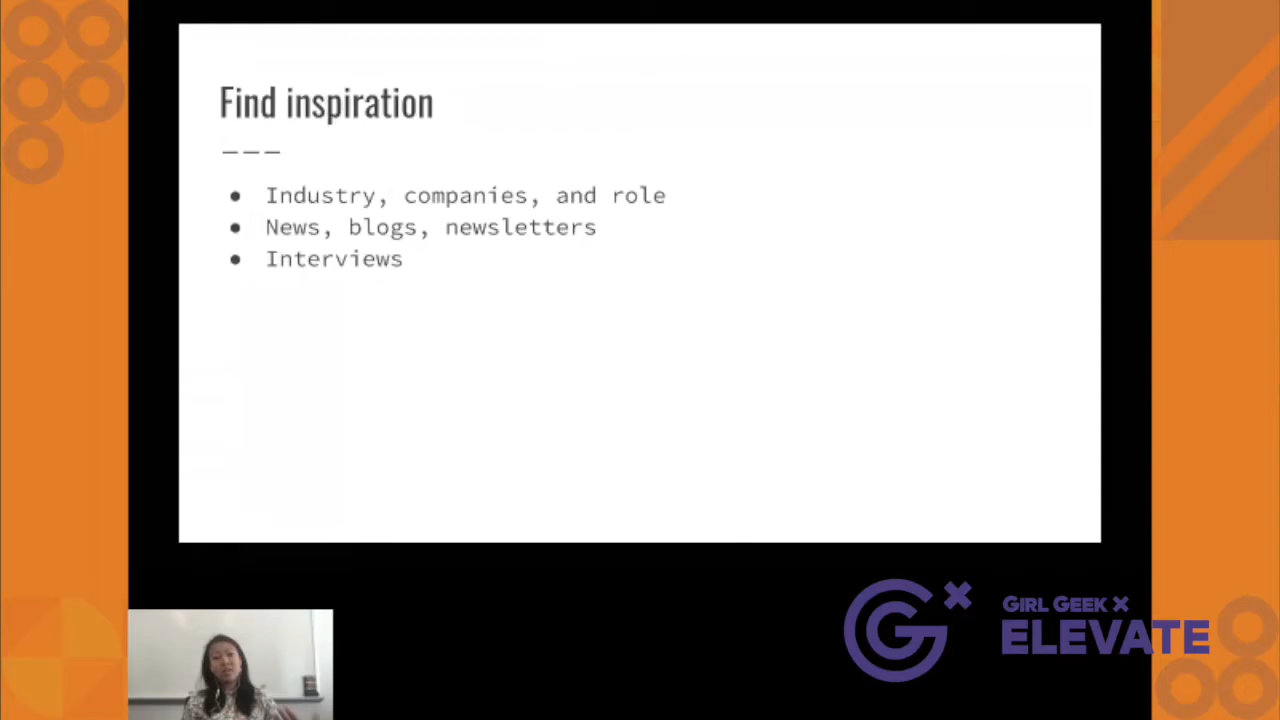 Find inspiration
———
● Industry, companies, and role
● News, blogs, newsletters
● Interviews
GIRL GEEK X
ELEVATE